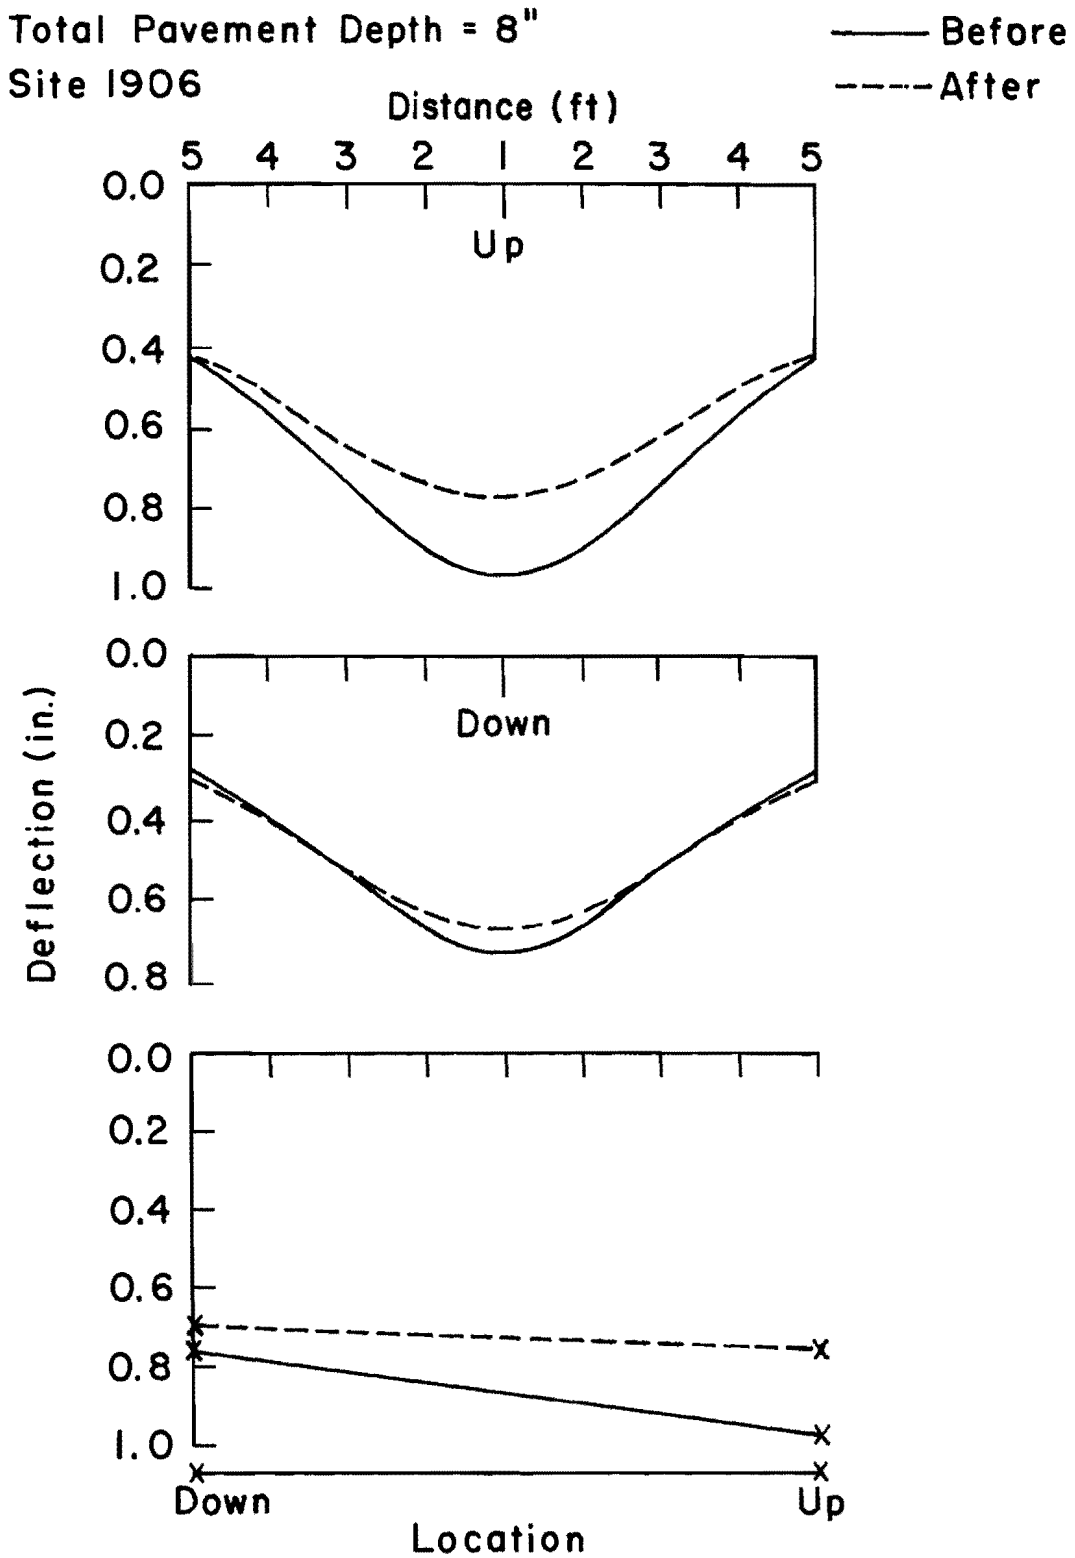 Total Pavement Depth = 8"
Site 1906
Before
After
Distance (ft)
5 4 3 2 1 2 3 4 5
0.0
Up
0.2
0.4
0.6
0.8
1.0
Deflection (in.)
0.0
0.2
Down
0.4
0.6
0.8
0.0
0.2
0.4
0.6
0.8
1.0
Down Up
Location